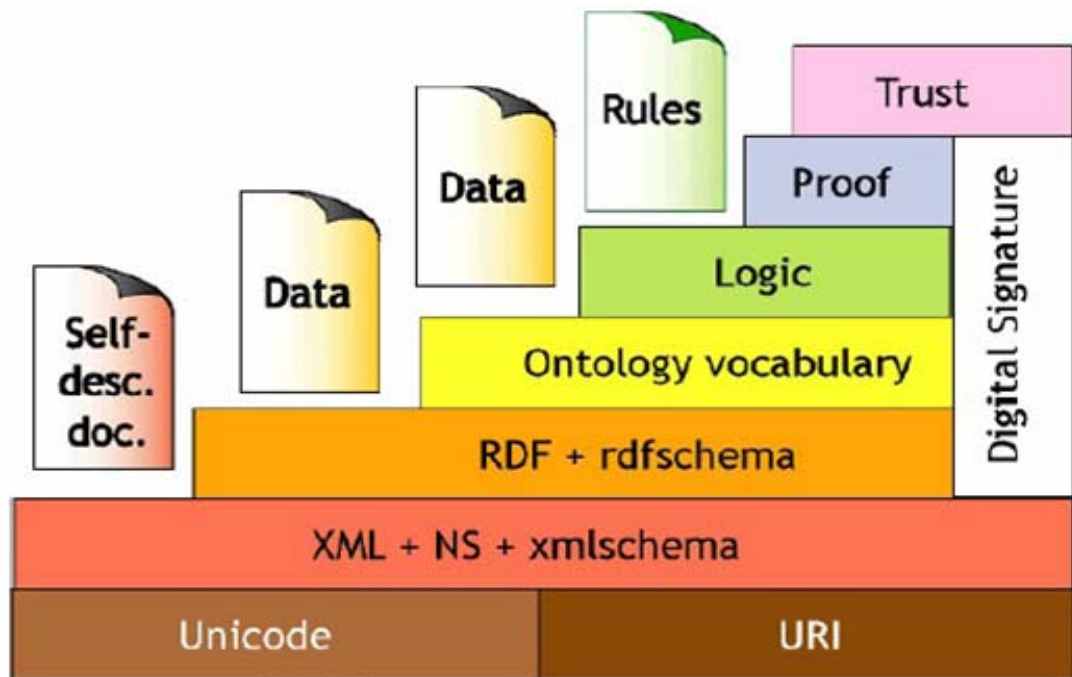 Rules
Trust
Data
Proof
Data
Logic
Digital Signature
Self-
desc.
doc.
Ontology vocabulary
RDF + rdfschema
XML + NS + xmlschema
Unicode
URI